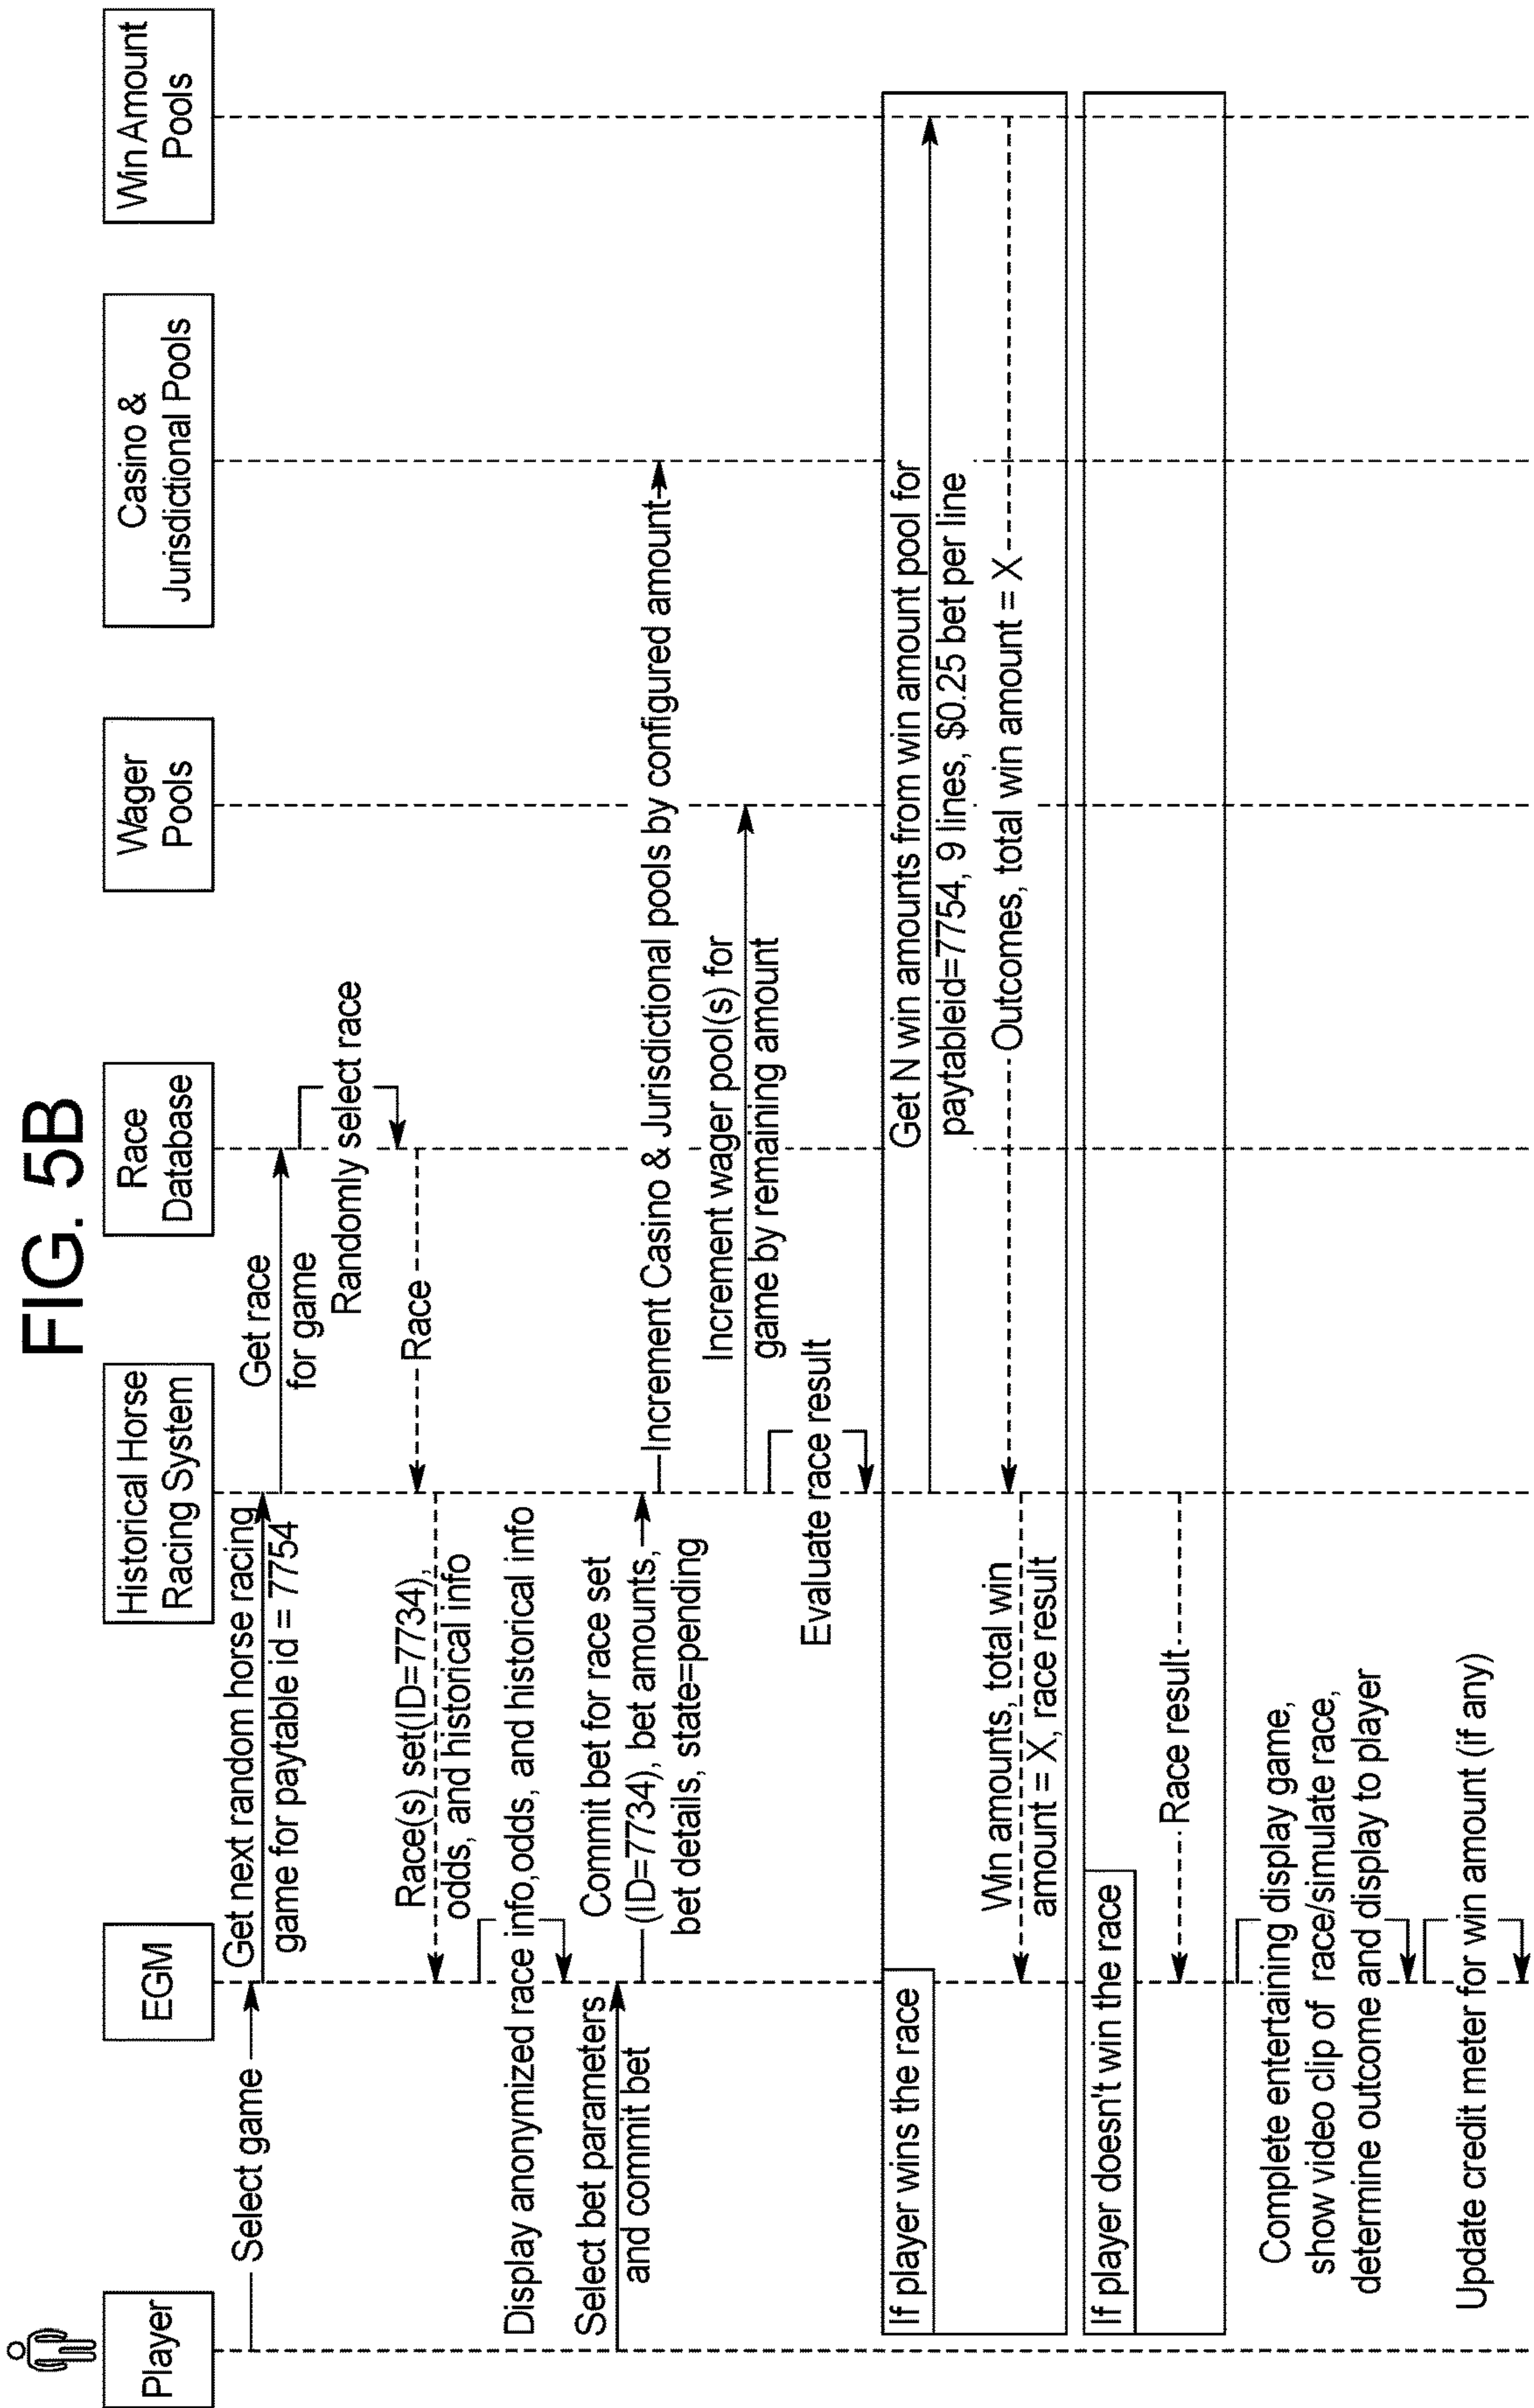 FIG. 5B
Player
EGM
Historical Horse
Racing System
Race
Database
Wager
Pools
Casino &
Jurisdictional Pools
Win Amount
Pools
Select game
Get next random horse racing
game for paytable id = 7754
Get race
for game
Randomly select race
Race
Race(s) set(ID=7734),
odds, and historical info
Display anonymized race info,odds, and historical info
Select bet parameters
and commit bet
Commit bet for race set
(ID=7734), bet amounts,
bet details, state=pending
Increment Casino & Jurisdictional pools by configured amount
Increment wager pool(s) for
game by remaining amount
Evaluate race result
If player wins the race
Get N win amounts from win amount pool for
paytableid=7754, 9 lines, $0.25 bet per line
Outcomes, total win amount = X
Win amounts, total win
amount = X, race result
If player doesn't win the race
Race result
Complete entertaining display game,
show video clip of race/simulate race,
determine outcome and display to player
Update credit meter for win amount (if any)